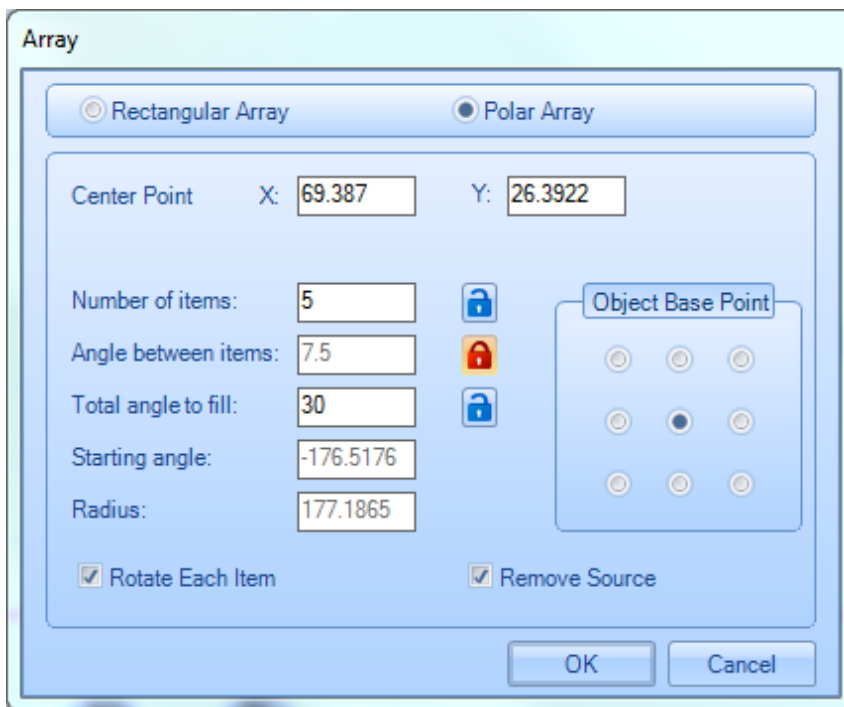 Array
Rectangular Array Polar Array
Center Point X: 69.387 Y: 26.3922
Number of items: 5
Object Base Point
Angle between items: 7.5
Total angle to fill: 30
Starting angle: -176.5176
Radius: 177.1865
Rotate Each Item Remove Source
OK Cancel